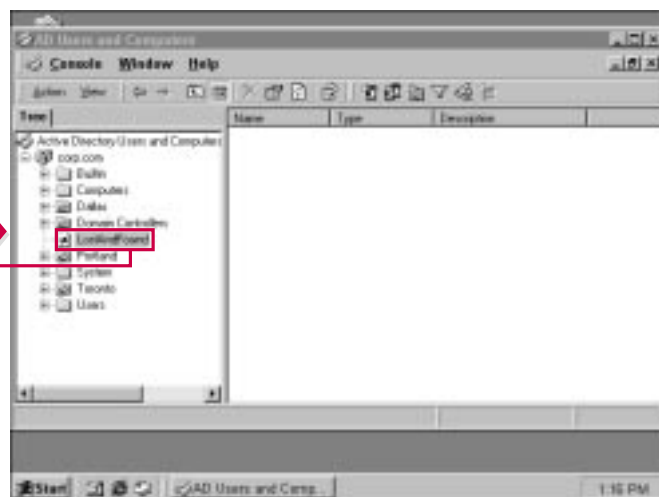 AD Users and Computers
Console Window Help
Action View
Tree
Name Type Description
Active Directory Users and Computers
corp.com
Builtin
Computers
Dallas
Domain Controllers
LostAndFound
Portland
System
Toronto
Users
Start AD Users and Comp... 1:16 PM